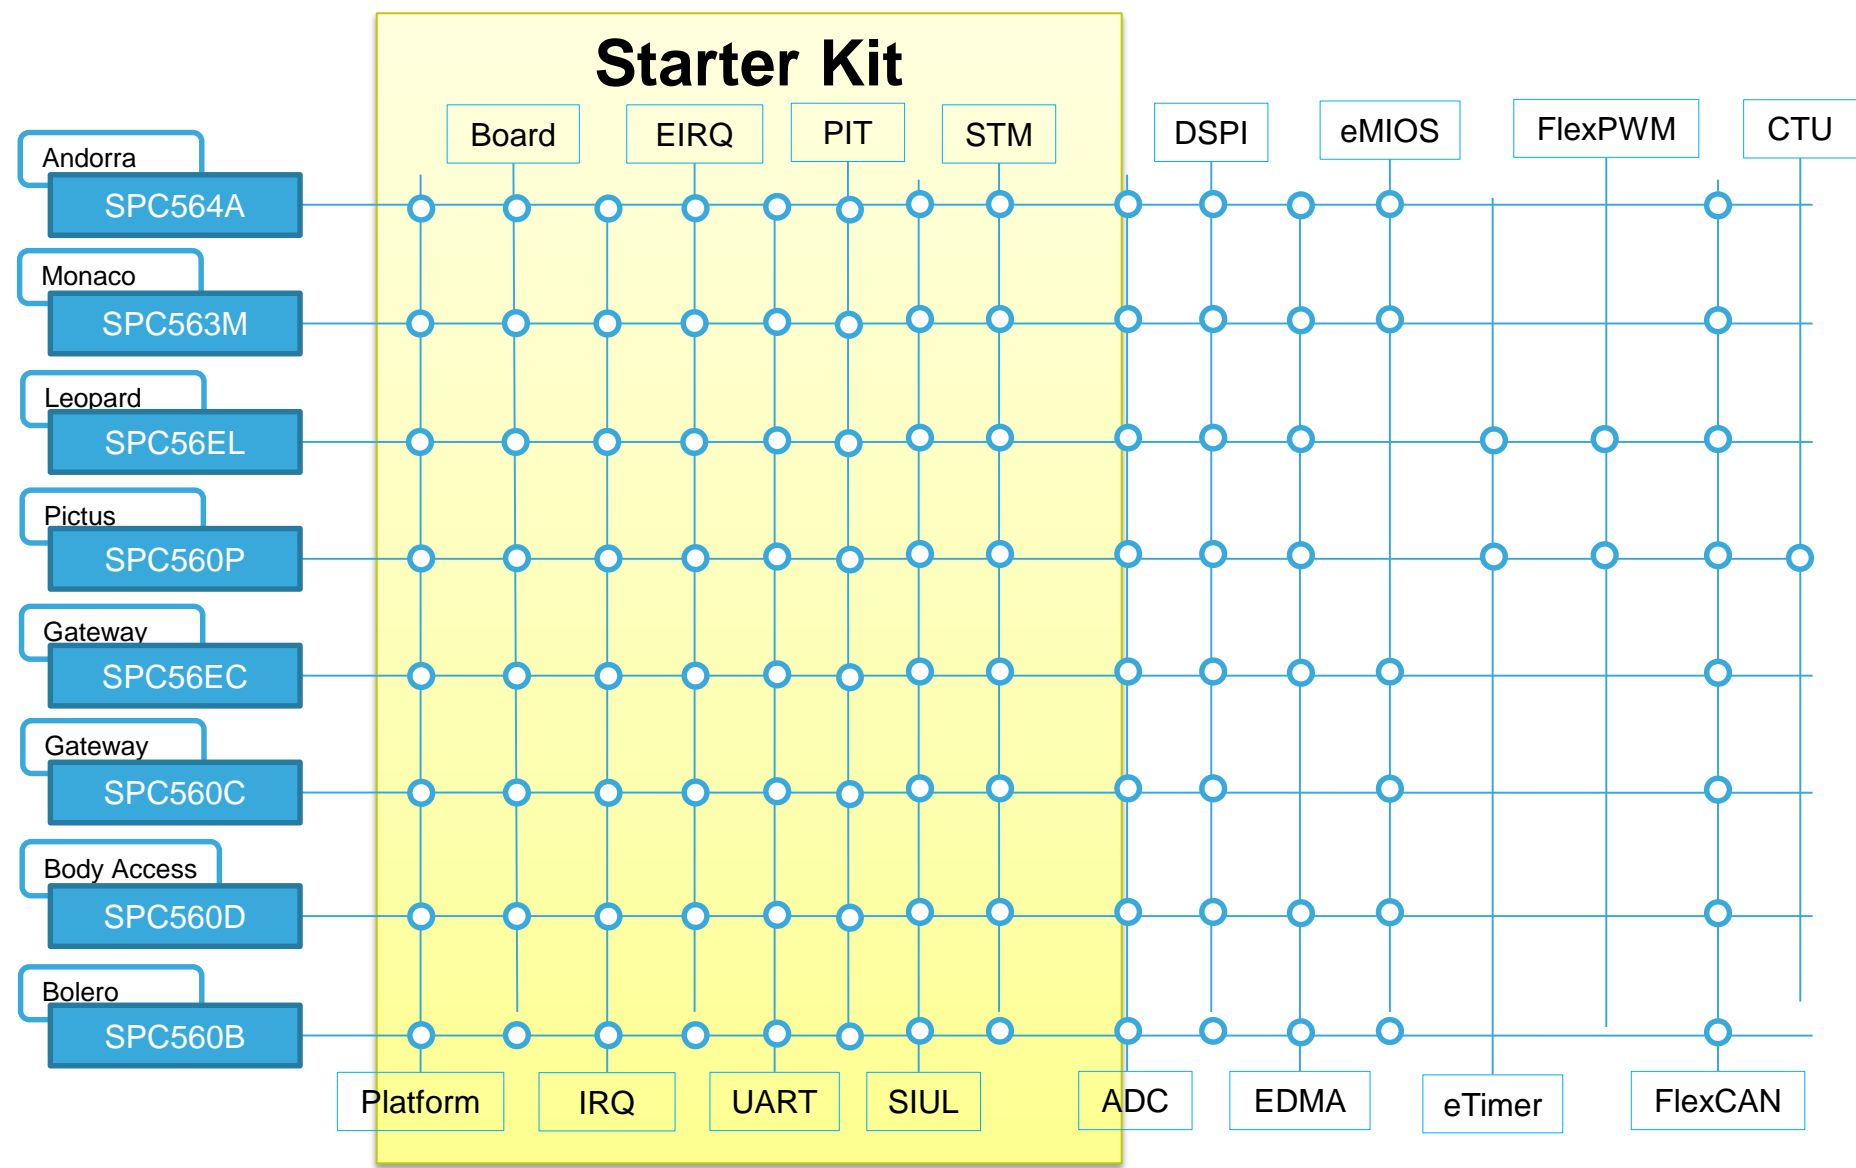 Starter Kit
Board
EIRQ
PIT
STM
DSPI
eMIOS
FlexPWM
CTU
Andorra
SPC564A
Monaco
SPC563M
Leopard
SPC56EL
Pictus
SPC560P
Gateway
SPC56EC
Gateway
SPC560C
Body Access
SPC560D
Bolero
SPC560B
Platform
IRQ
UART
SIUL
ADC
EDMA
eTimer
FlexCAN